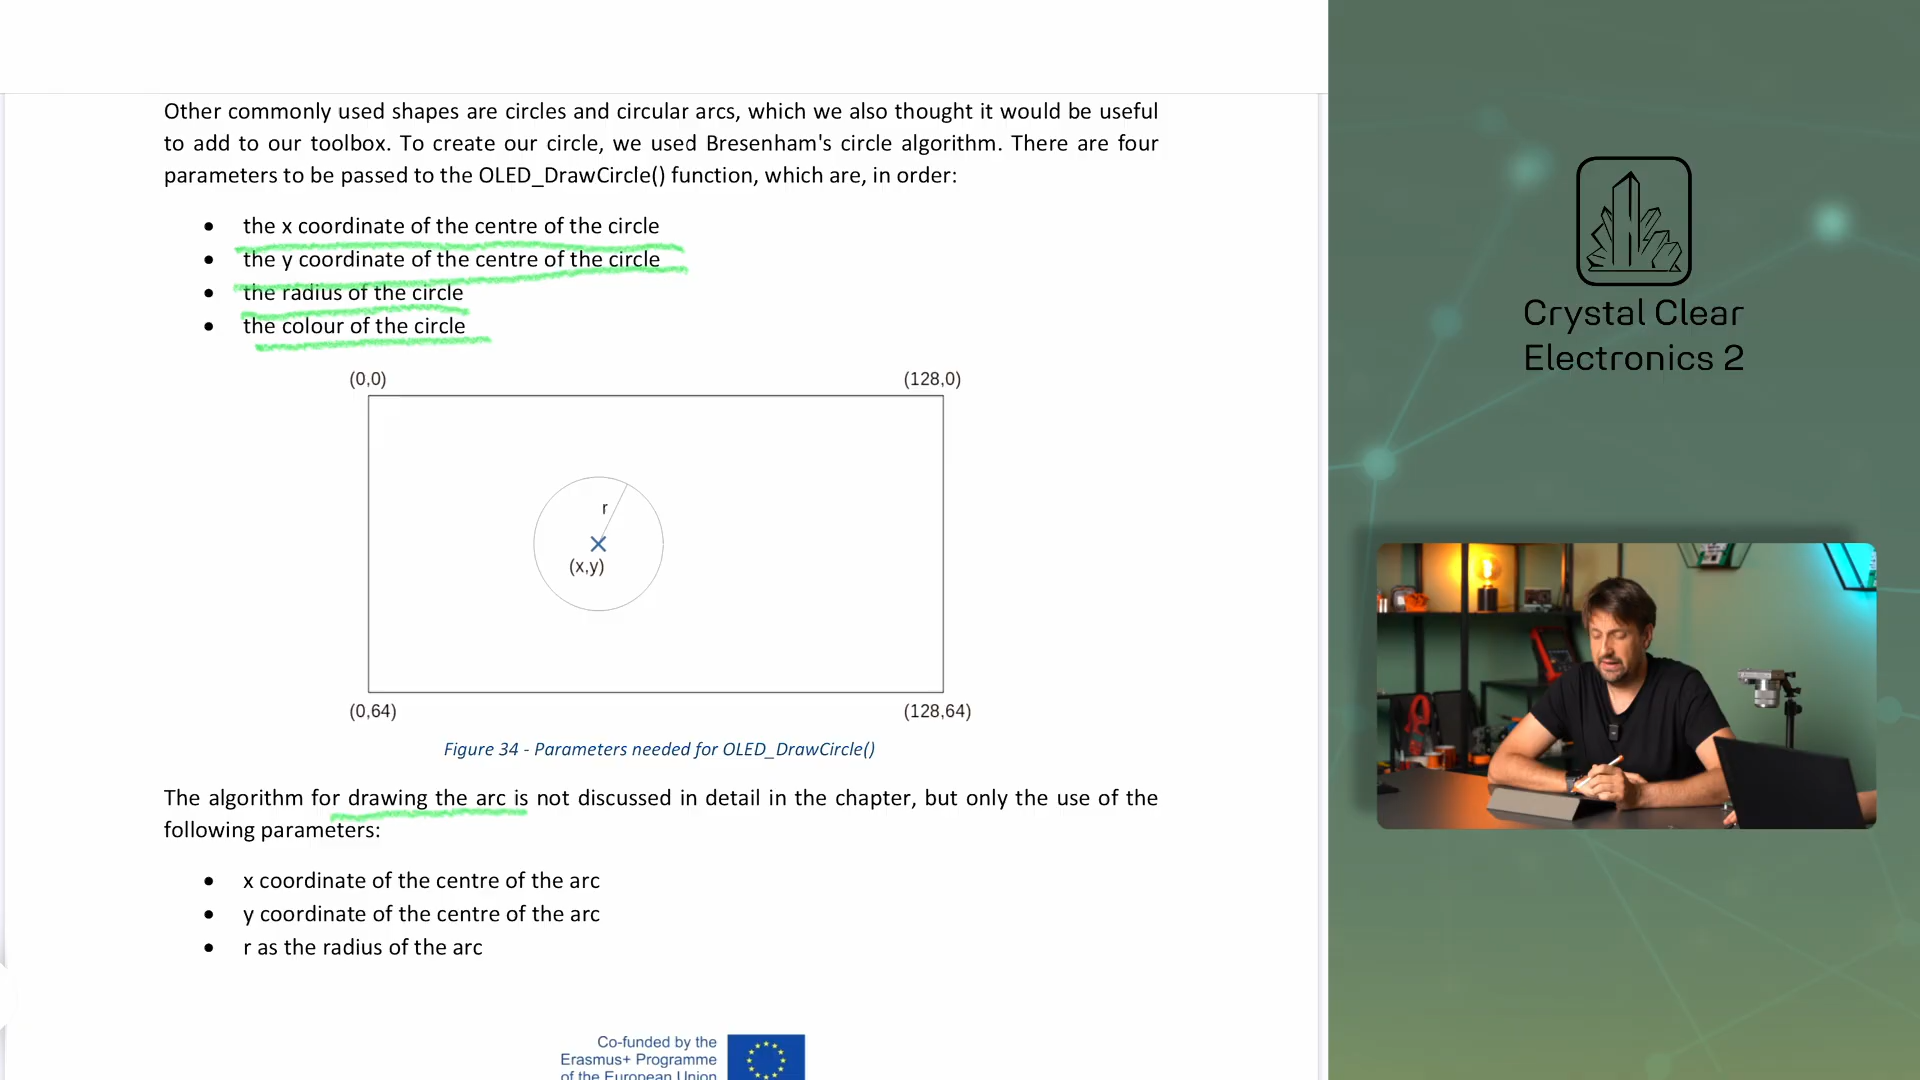 Other commonly used shapes are circles and circular arcs, which we also thought it would be useful
to add to our toolbox. To create our circle, we used Bresenham's circle algorithm. There are four
parameters to be passed to the OLED_DrawCircle() function, which are, in order:
• the x coordinate of the centre of the circle
• the y coordinate of the centre of the circle
• the radius of the circle
• the colour of the circle
(0,0) (128,0)
r
(x,y)
(0,64) (128,64)
Figure 34 - Parameters needed for OLED_DrawCircle()
The algorithm for drawing the arc is not discussed in detail in the chapter, but only the use of the
following parameters:
• x coordinate of the centre of the arc
• y coordinate of the centre of the arc
• r as the radius of the arc
Co-funded by the
Erasmus+ Programme
of the European Union
Crystal Clear
Electronics 2